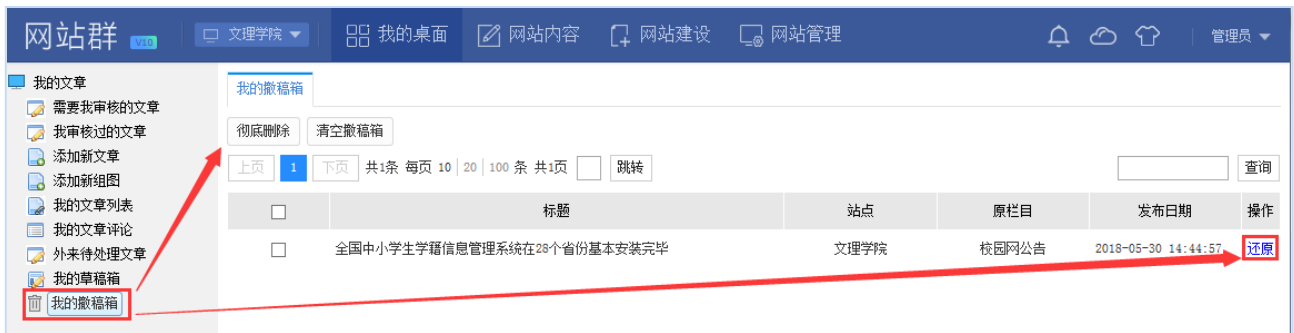 网站群 V10 文理学院 我的桌面 网站内容 网站建设 网站管理 管理员
我的文章
需要我审核的文章
我审核过的文章
添加新文章
添加新组图
我的文章列表
我的文章评论
外来待处理文章
我的草稿箱
我的撤稿箱
我的撤稿箱
彻底删除 清空撤稿箱
上页 1 下页 共1条 每页 10 20 100 条 共1页 跳转 查询
标题 站点 原栏目 发布日期 操作
全国中小学生学籍信息管理系统在28个省份基本安装完毕 文理学院 校园网公告 2018-05-30 14:44:57 还原